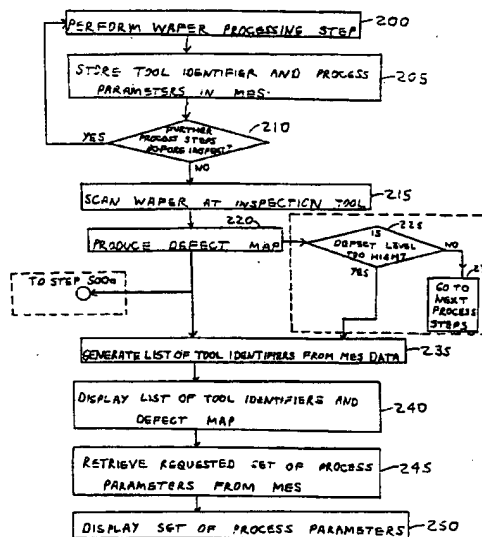 PERFORM WAFER PROCESSING STEP
200
STORE TOOL IDENTIFIER AND PROCESS
PARAMETERS IN MES.
205
FURTHER
PROCESS STEPS
BEFORE INSPECT?
210
YES
NO
SCAN WAFER AT INSPECTION TOOL
215
PRODUCE DEFECT MAP
220
IS
DEFECT LEVEL
TOO HIGH?
225
NO
YES
GO TO
NEXT
PROCESS
STEPS
TO STEP 500a
GENERATE LIST OF TOOL IDENTIFIERS FROM MES DATA
235
DISPLAY LIST OF TOOL IDENTIFIERS AND
DEFECT MAP
240
RETRIEVE REQUESTED SET OF PROCESS
PARAMETERS FROM MES
245
DISPLAY SET OF PROCESS PARAMETERS
250